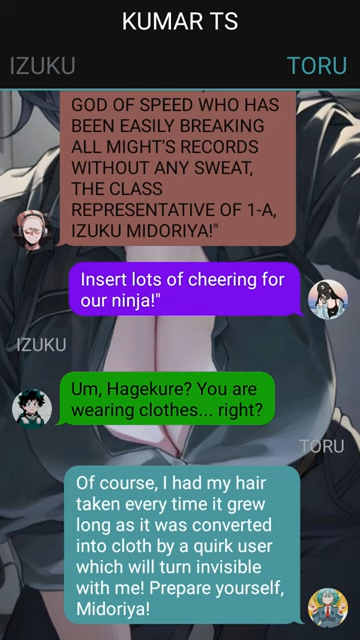 KUMAR TS
IZUKU
TORU
GOD OF SPEED WHO HAS
BEEN EASILY BREAKING
ALL MIGHT'S RECORDS
WITHOUT ANY SWEAT,
THE CLASS
REPRESENTATIVE OF 1-A,
IZUKU MIDORIYA!"
Insert lots of cheering for
our ninja!"
IZUKU
Um, Hagekure? You are
wearing clothes... right?
TORU
Of course, I had my hair
taken every time it grew
long as it was converted
into cloth by a quirk user
which will turn invisible
with me! Prepare yourself,
Midoriya!